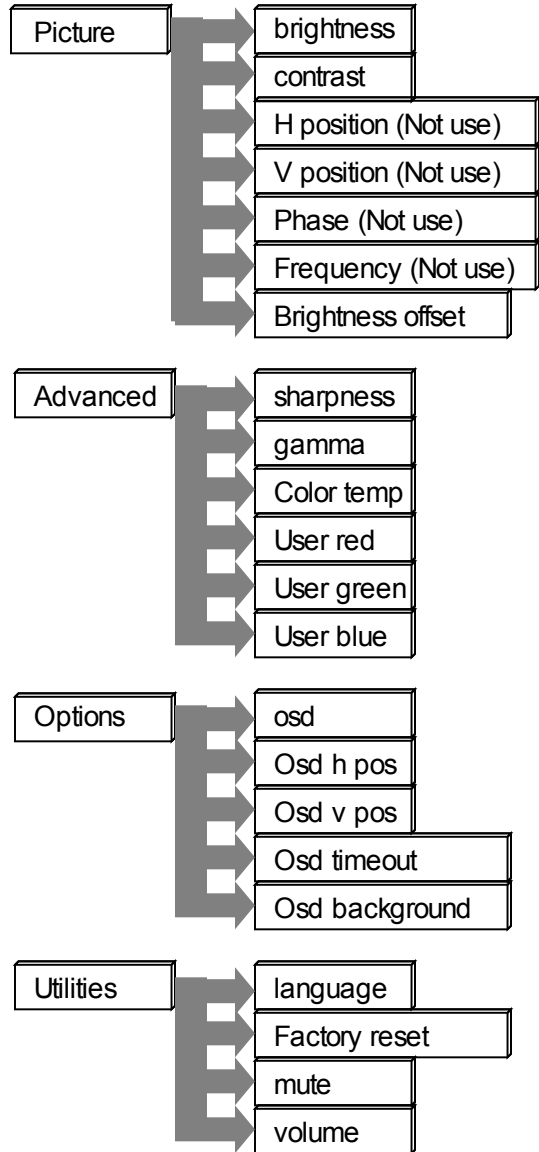 Picture
brightness
contrast
H position (Not use)
V position (Not use)
Phase (Not use)
Frequency (Not use)
Brightness offset
Advanced
sharpness
gamma
Color temp
User red
User green
User blue
Options
osd
Osd h pos
Osd v pos
Osd timeout
Osd background
Utilities
language
Factory reset
mute
volume